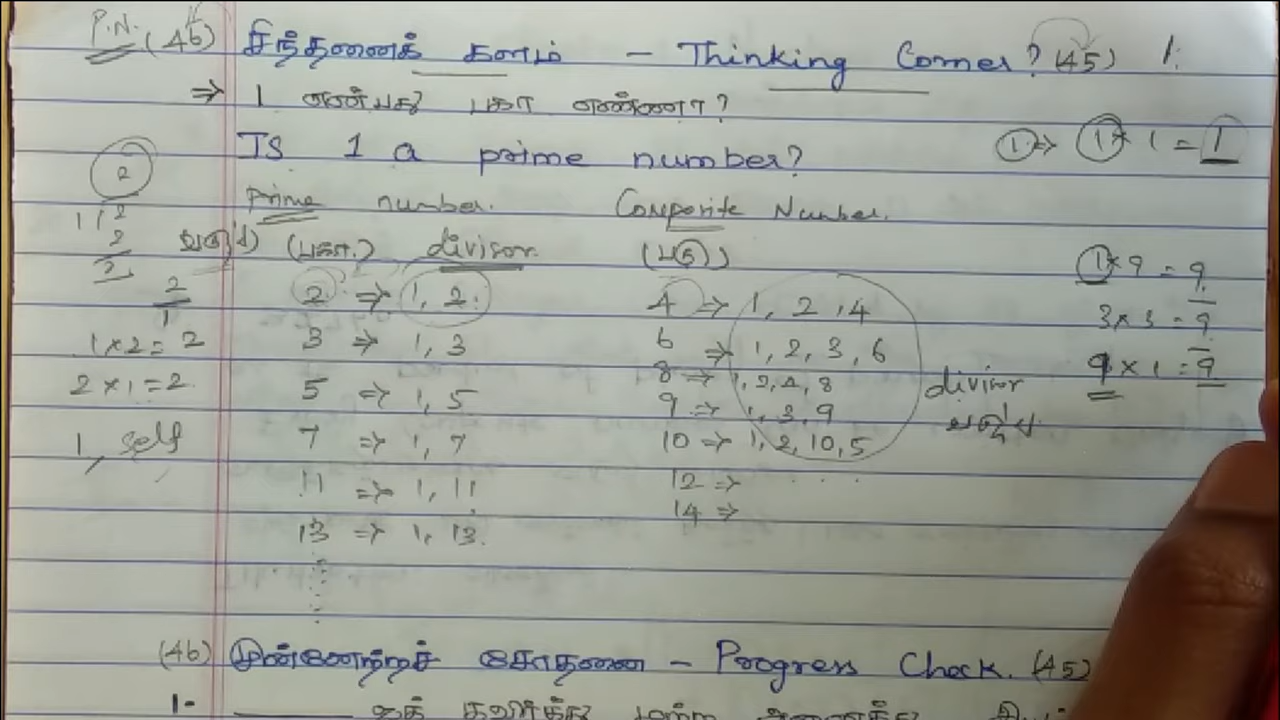 P.N. (46) சிந்தனைக் களம் – Thinking Corner? (45) 1.
⇒ 1 என்பது பகா எண்ணா?
Is 1 a prime number?
① ⇒ ① × 1 = 1
2
Prime number. Composite Number.
(பகா.) divisor. (பகு)
2 ⇒ 1, 2.
3 ⇒ 1, 3
5 ⇒ 1, 5
7 ⇒ 1, 7
11 ⇒ 1, 11
13 ⇒ 1, 13.
4 ⇒ 1, 2, 4
6 ⇒ 1, 2, 3, 6
8 ⇒ 1, 2, 4, 8
9 ⇒ 1, 3, 9
10 ⇒ 1, 2, 10, 5
12 ⇒
14 ⇒
divisor
1 × 9 = 9
3 × 3 = 9
9 × 1 = 9
2
2
2
1
1 × 2 = 2
2 × 1 = 2
1, self
(46) முன்னேற்றச் சோதனை – Progress Check. (45)
1.